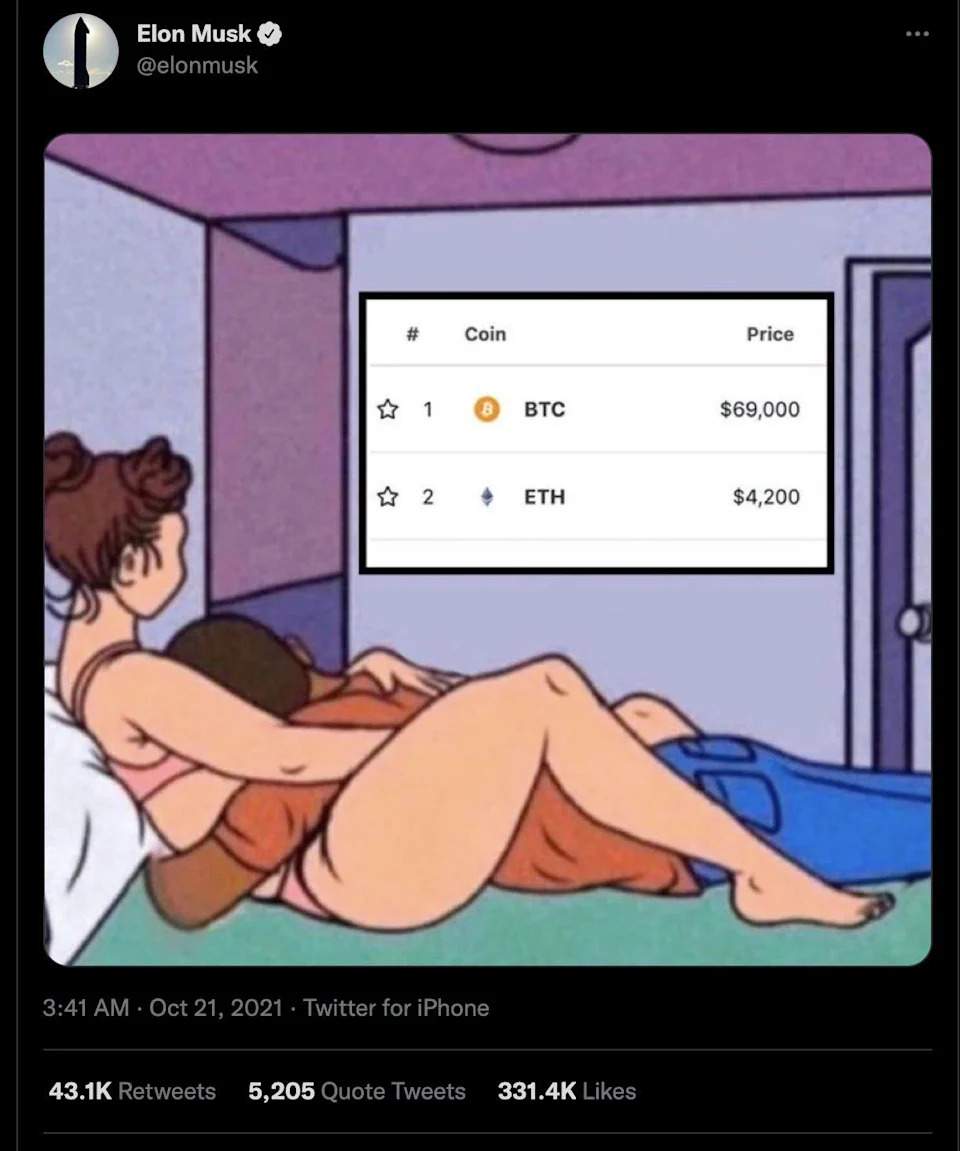 Elon Musk
@elonmusk
# Coin Price
1 BTC $69,000
2 ETH $4,200
3:41 AM · Oct 21, 2021 · Twitter for iPhone
43.1K Retweets 5,205 Quote Tweets 331.4K Likes